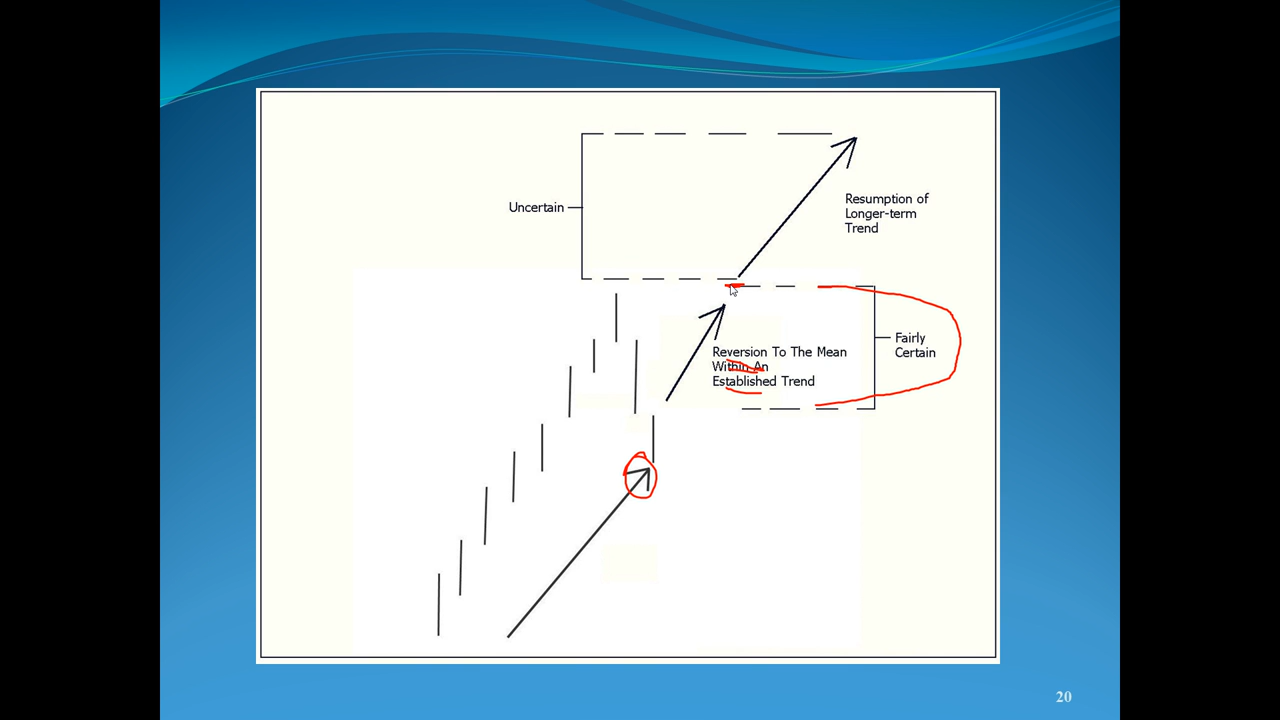 Uncertain
Resumption of
Longer-term
Trend
Fairly
Certain
Reversion To The Mean
Within An
Established Trend
20